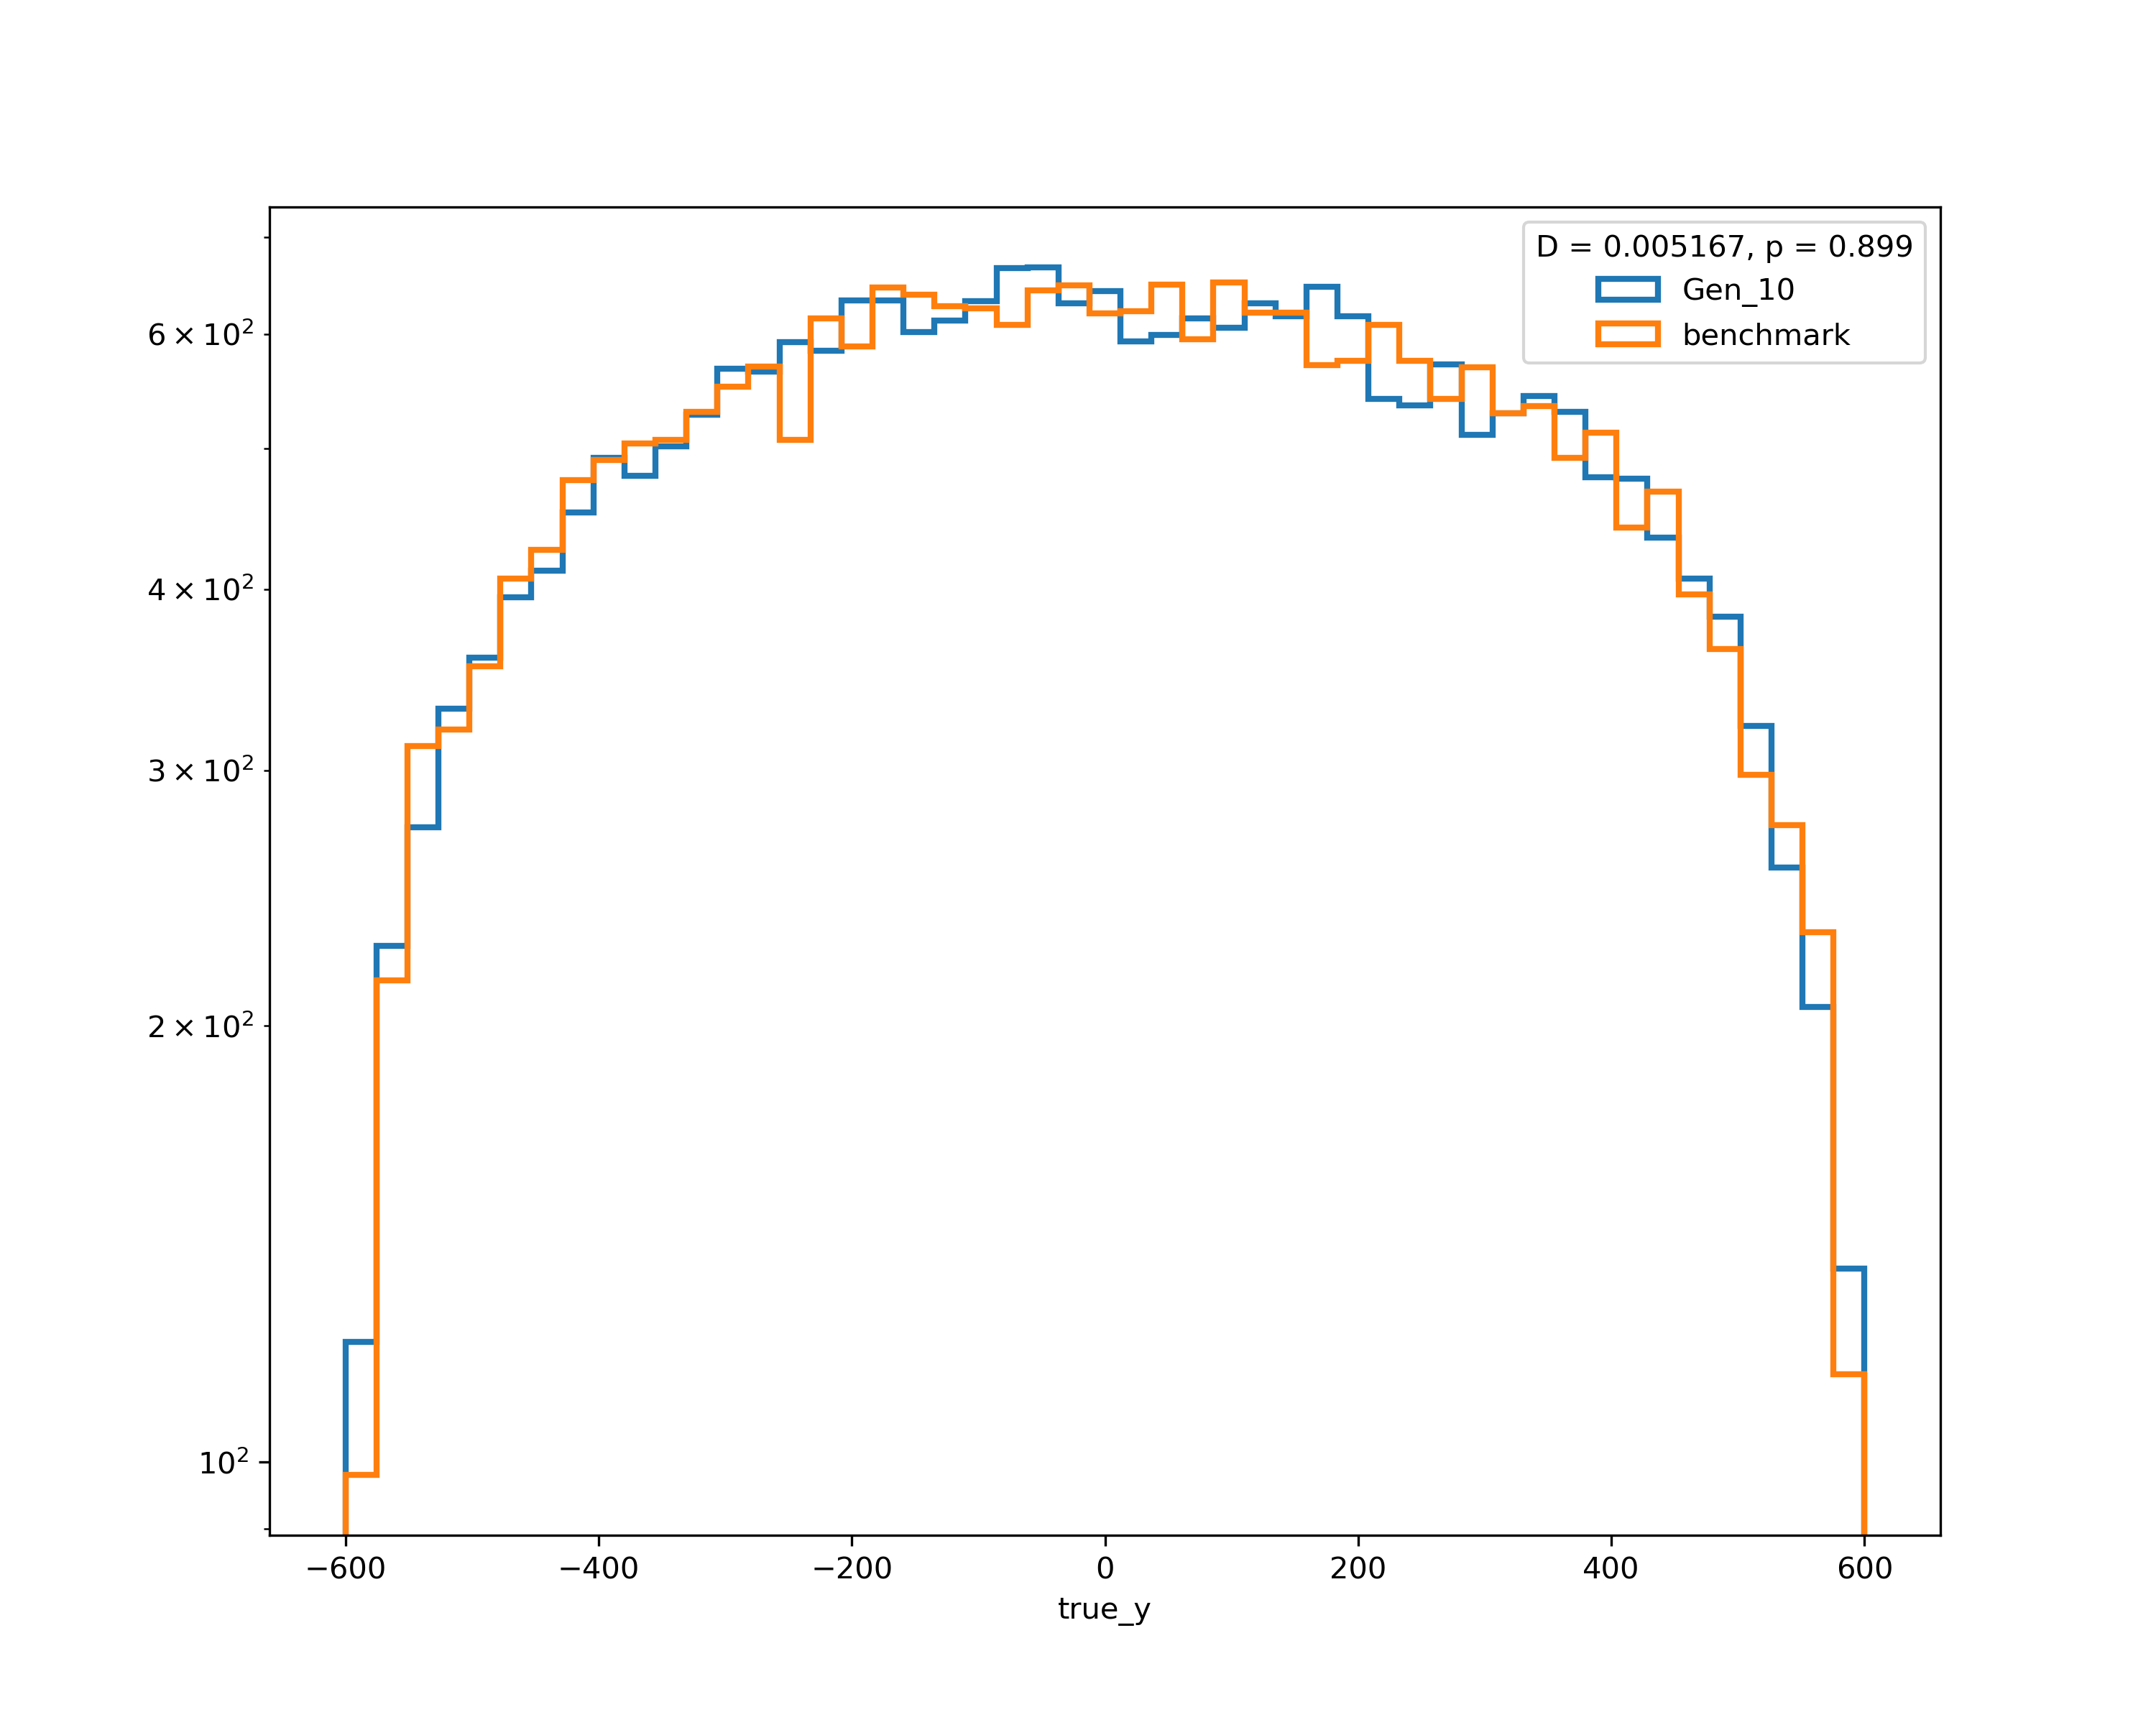 D = 0.005167, p = 0.899
Gen_10
benchmark
6 × 10²
4 × 10²
3 × 10²
2 × 10²
10²
−600 −400 −200 0 200 400 600
true_y